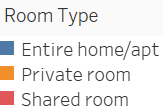 Room Type
Entire home/apt
Private room
Shared room